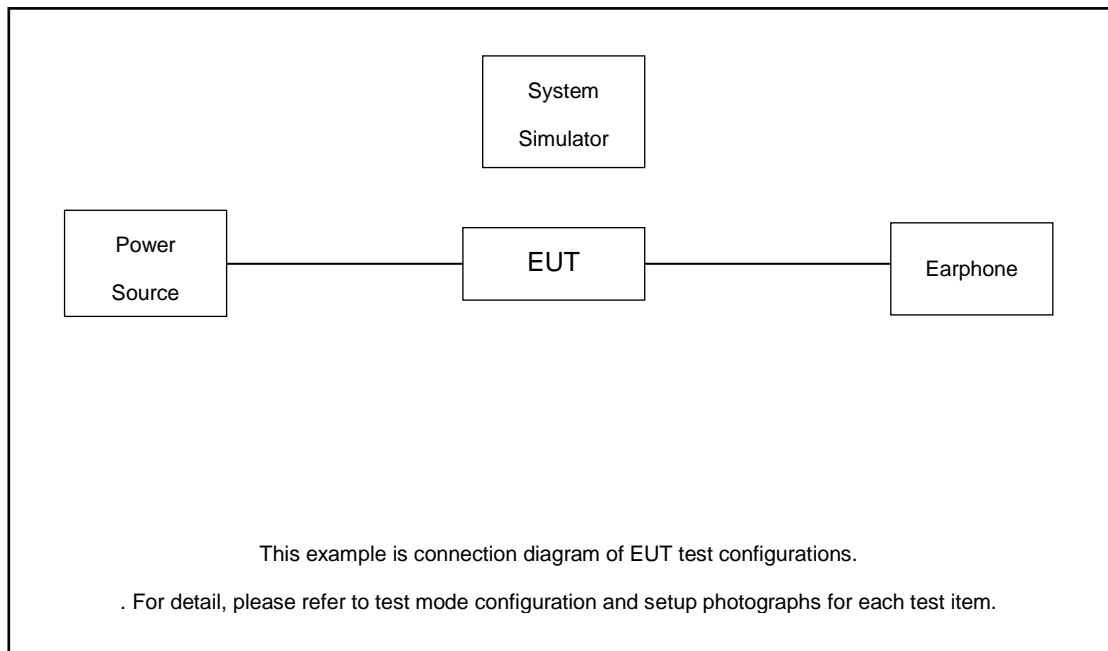 System
Simulator
Power
Source
EUT
Earphone
This example is connection diagram of EUT test configurations.
. For detail, please refer to test mode configuration and setup photographs for each test item.